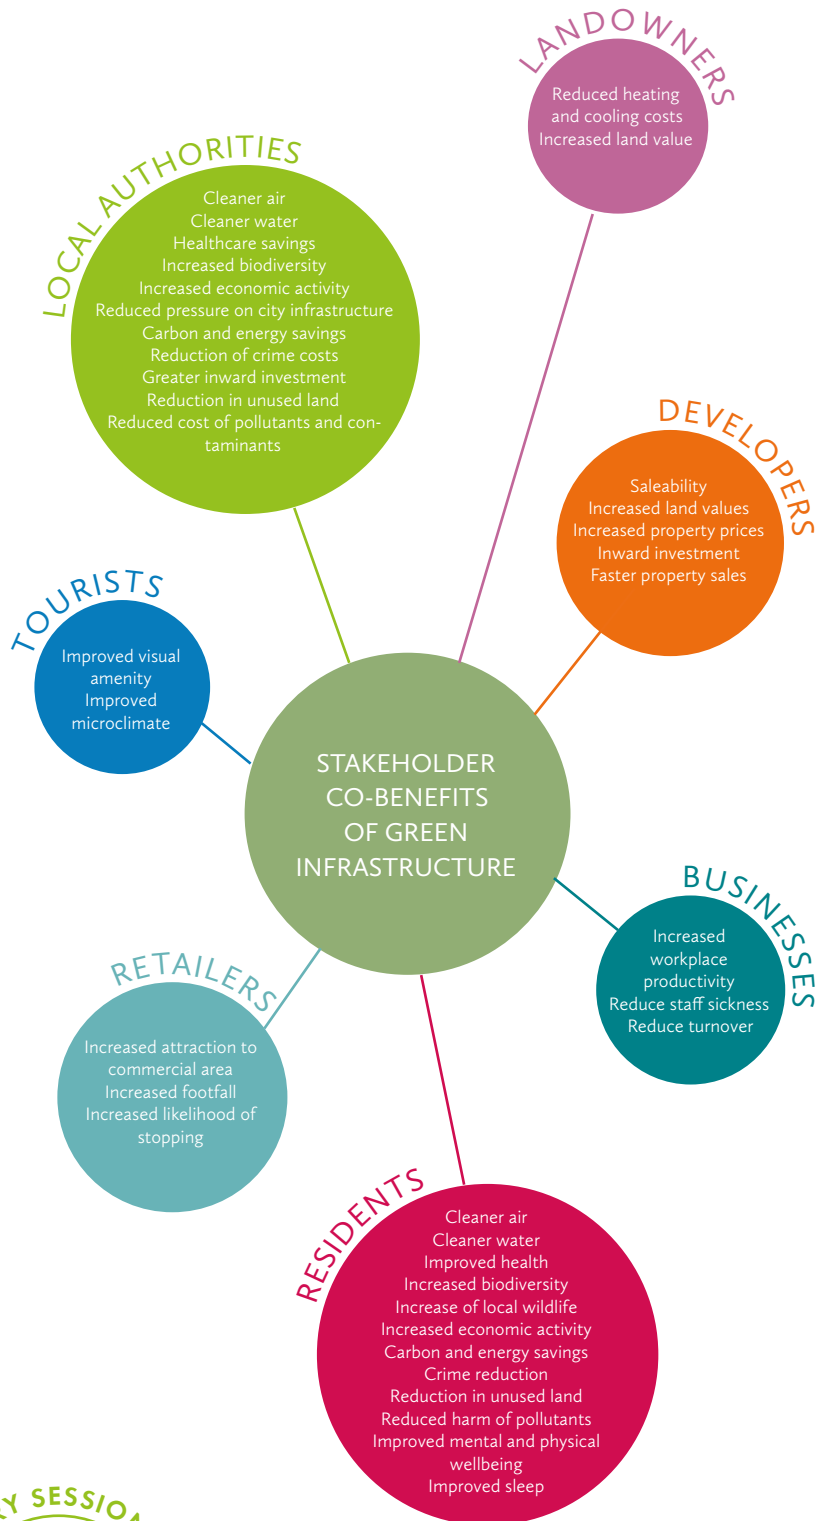 LANDOWNERS
Reduced heating
and cooling costs
Increased land value
LOCAL AUTHORITIES
Cleaner air
Cleaner water
Healthcare savings
Increased biodiversity
Increased economic activity
Reduced pressure on city infrastructure
Carbon and energy savings
Reduction of crime costs
Greater inward investment
Reduction in unused land
Reduced cost of pollutants and con-
taminants
DEVELOPERS
Saleability
Increased land values
Increased property prices
Inward investment
Faster property sales
TOURISTS
Improved visual
amenity
Improved
microclimate
STAKEHOLDER
CO-BENEFITS
OF GREEN
INFRASTRUCTURE
BUSINESSES
Increased
workplace
productivity
Reduce staff sickness
Reduce turnover
RETAILERS
Increased attraction to
commercial area
Increased footfall
Increased likelihood of
stopping
RESIDENTS
Cleaner air
Cleaner water
Improved health
Increased biodiversity
Increase of local wildlife
Increased economic activity
Carbon and energy savings
Crime reduction
Reduction in unused land
Reduced harm of pollutants
Improved mental and physical
wellbeing
Improved sleep